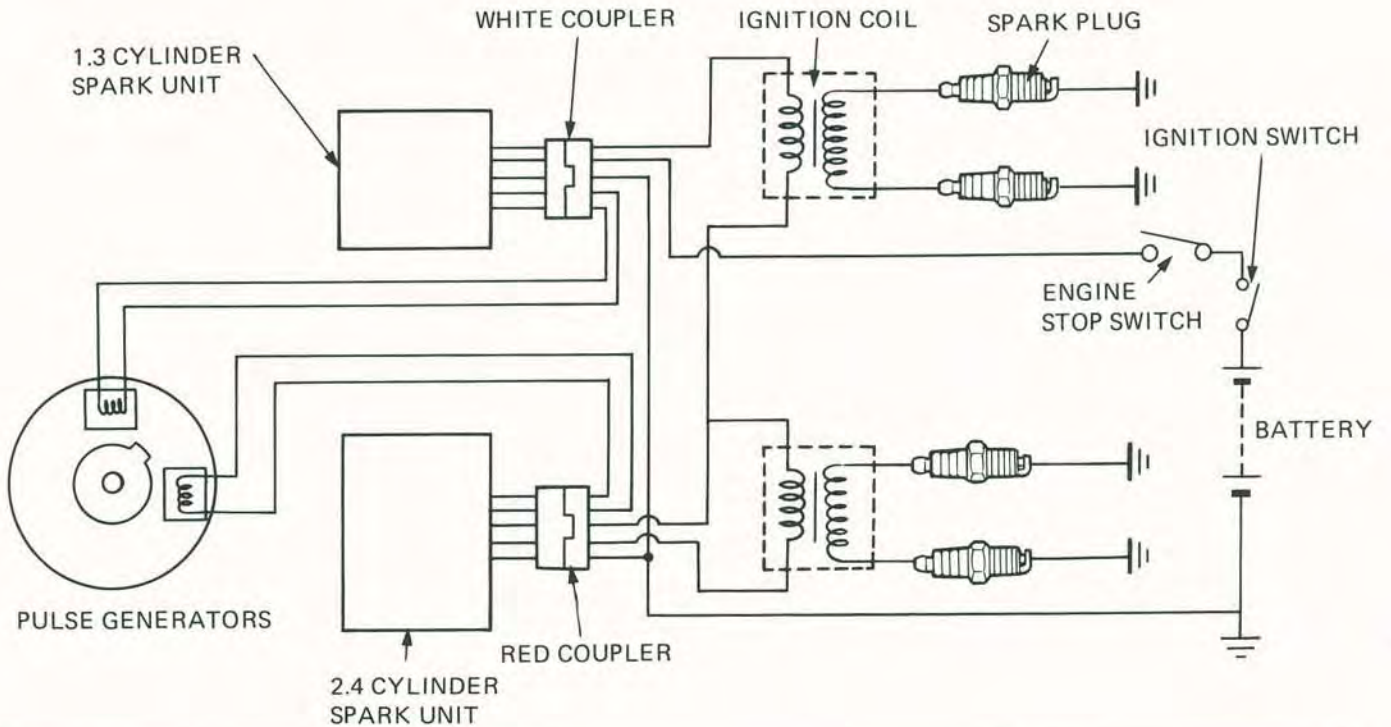 WHITE COUPLER
IGNITION COIL
SPARK PLUG
1.3 CYLINDER
SPARK UNIT
IGNITION SWITCH
ENGINE
STOP SWITCH
BATTERY
PULSE GENERATORS
RED COUPLER
2.4 CYLINDER
SPARK UNIT